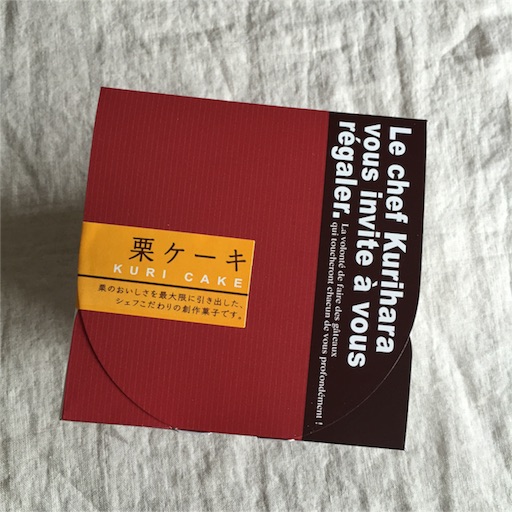 栗ケーキ
KURI CAKE
栗のおいしさを最大限に引き出した、
シェフこだわりの創作菓子です。
Le chef Kurihara
vous invite à vous
régaler.
La volonté de faire des gâteaux
qui toucheront chacun de vous profondément !